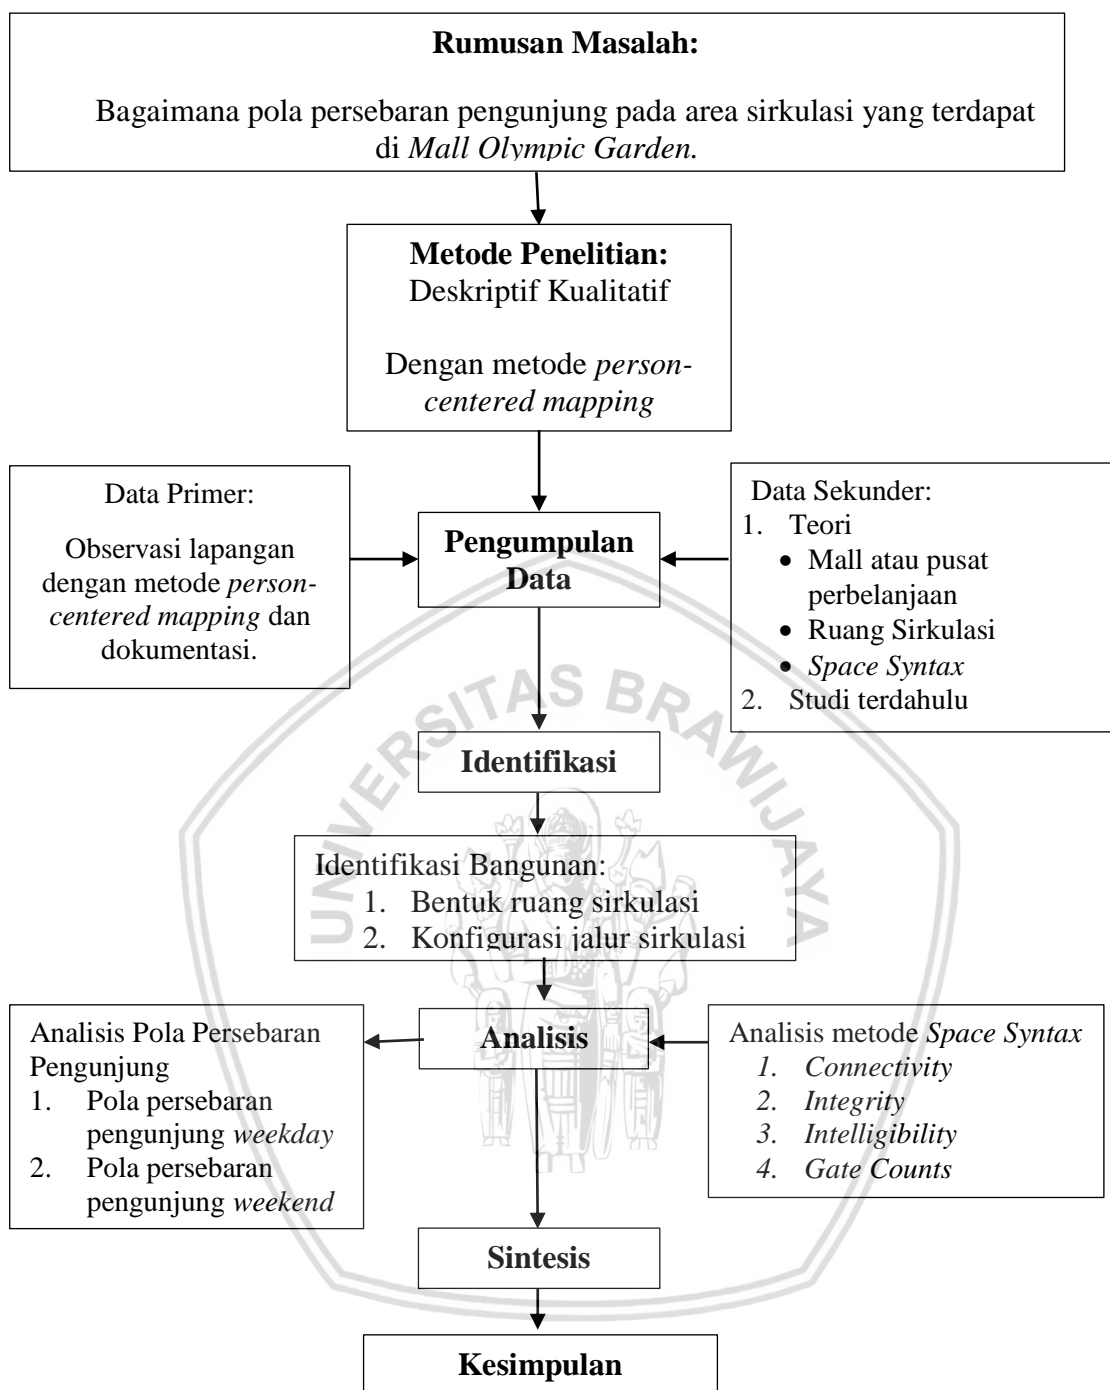 Rumusan Masalah:
Bagaimana pola persebaran pengunjung pada area sirkulasi yang terdapat
di Mall Olympic Garden.
Metode Penelitian:
Deskriptif Kualitatif
Dengan metode person-
centered mapping
Data Primer:
Observasi lapangan
dengan metode person-
centered mapping dan
dokumentasi.
Pengumpulan
Data
Data Sekunder:
1. Teori
• Mall atau pusat
perbelanjaan
• Ruang Sirkulasi
• Space Syntax
2. Studi terdahulu
UNIVERSITAS BRAWIJAYA
Identifikasi
Identifikasi Bangunan:
1. Bentuk ruang sirkulasi
2. Konfigurasi jalur sirkulasi
Analisis Pola Persebaran
Pengunjung
1. Pola persebaran
pengunjung weekday
2. Pola persebaran
pengunjung weekend
Analisis
Analisis metode Space Syntax
1. Connectivity
2. Integrity
3. Intelligibility
4. Gate Counts
Sintesis
Kesimpulan